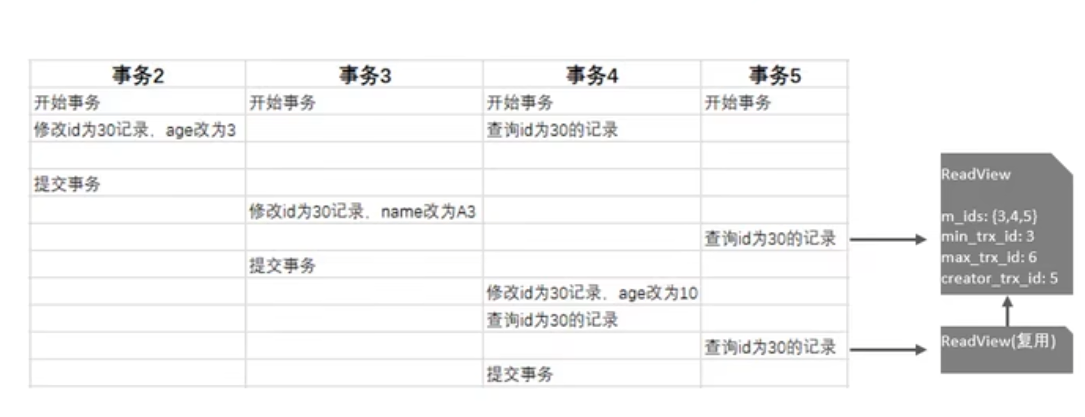 事务2 事务3 事务4 事务5
开始事务 开始事务 开始事务 开始事务
修改id为30记录，age改为3 查询id为30的记录
提交事务
修改id为30记录，name改为A3
查询id为30的记录
提交事务
修改id为30记录，age改为10
查询id为30的记录
查询id为30的记录
提交事务
ReadView
m_ids: {3,4,5}
min_trx_id: 3
max_trx_id: 6
creator_trx_id: 5
ReadView(复用)